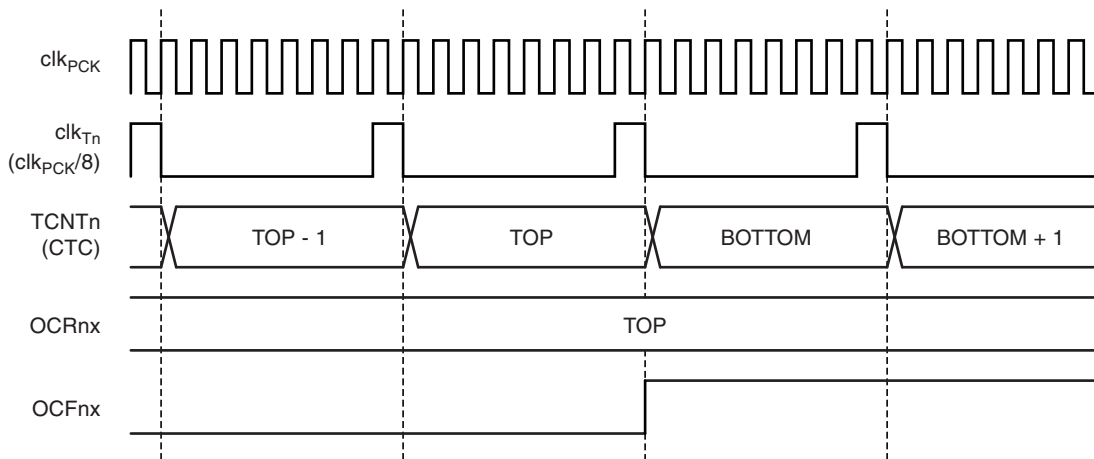 clkPCK
clkTn
(clkPCK/8)
TCNTn
(CTC)
TOP - 1
TOP
BOTTOM
BOTTOM + 1
OCRnx
TOP
OCFnx